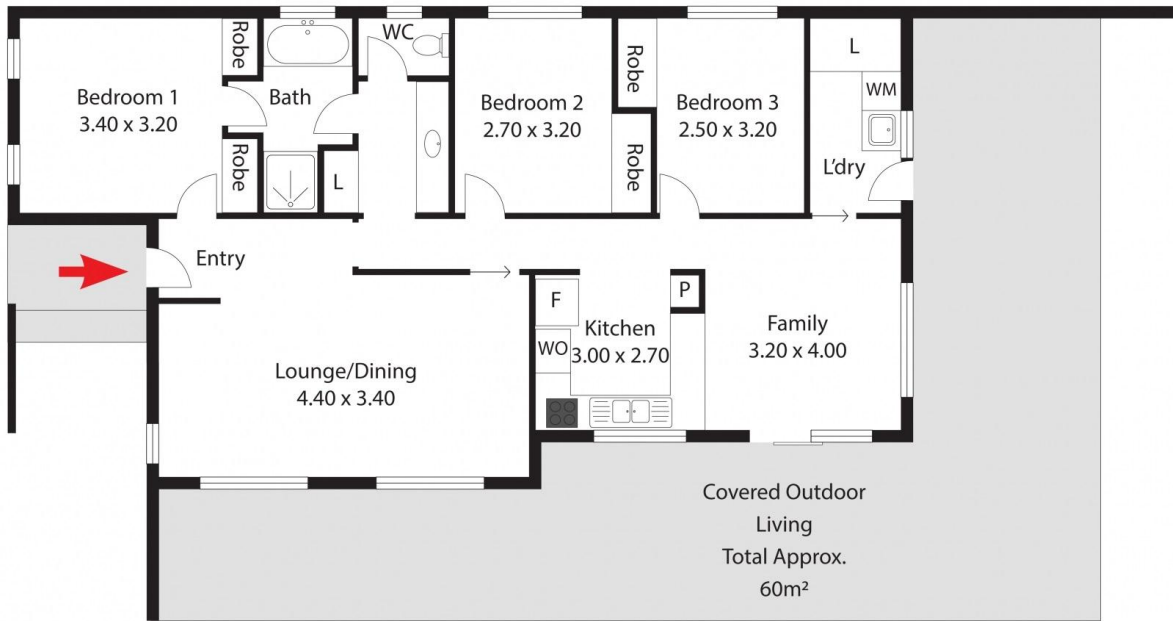 Bedroom 1
3.40 x 3.20
Robe
Robe
Bath
WC
L
Bedroom 2
2.70 x 3.20
Robe
Robe
Bedroom 3
2.50 x 3.20
L
WM
L'dry
Entry
Lounge/Dining
4.40 x 3.40
F
WO
Kitchen
3.00 x 2.70
P
Family
3.20 x 4.00
Covered Outdoor
Living
Total Approx.
60m²